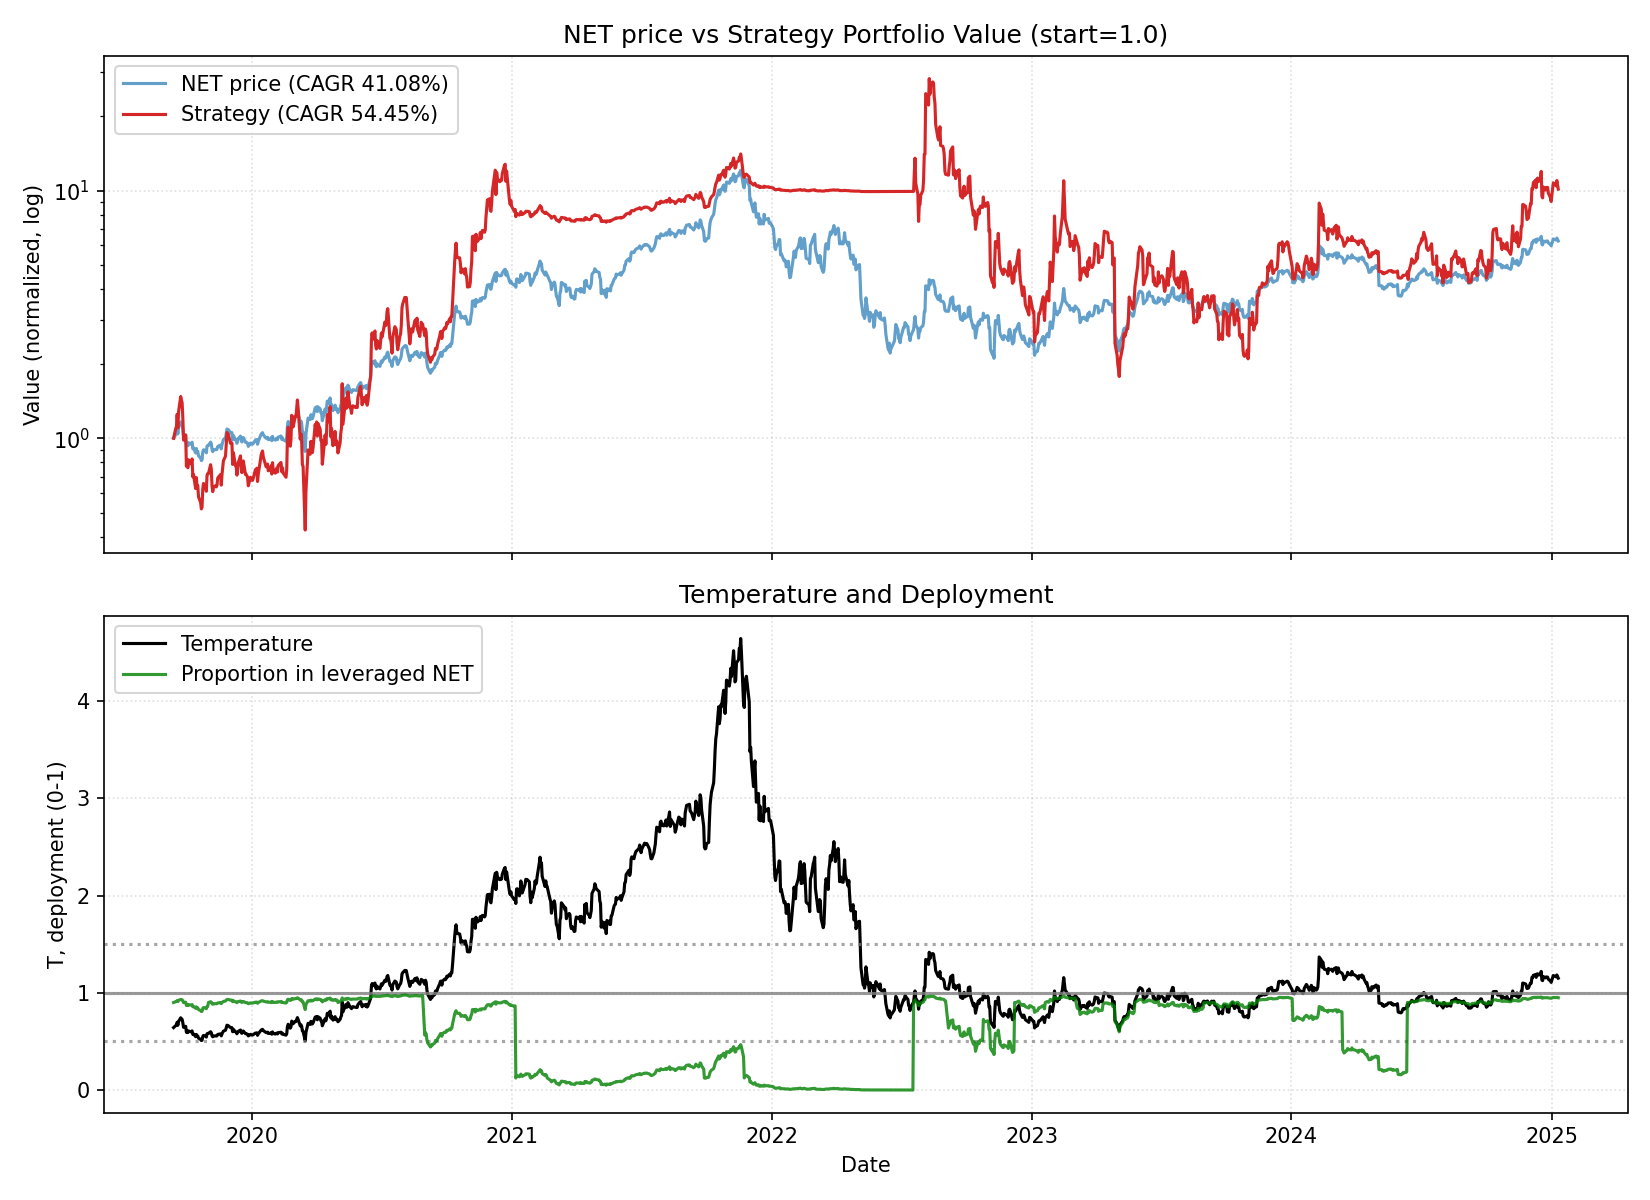 NET price vs Strategy Portfolio Value (start=1.0)
NET price (CAGR 41.08%)
Strategy (CAGR 54.45%)
Value (normalized, log)
10¹
10⁰
Temperature and Deployment
Temperature
Proportion in leveraged NET
T, deployment (0-1)
4
3
2
1
0
2020 2021 2022 2023 2024 2025
Date